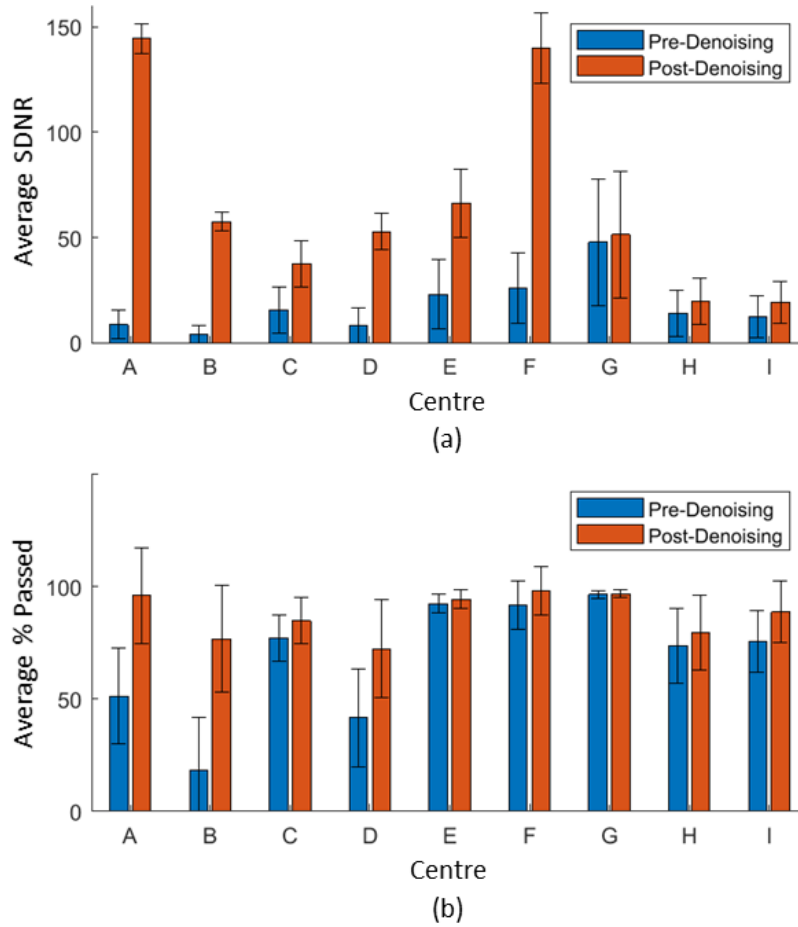 150
100
50
0
Average SDNR
Pre-Denoising
Post-Denoising
A B C D E F G H I
Centre
(a)
100
50
0
Average % Passed
Pre-Denoising
Post-Denoising
A B C D E F G H I
Centre
(b)